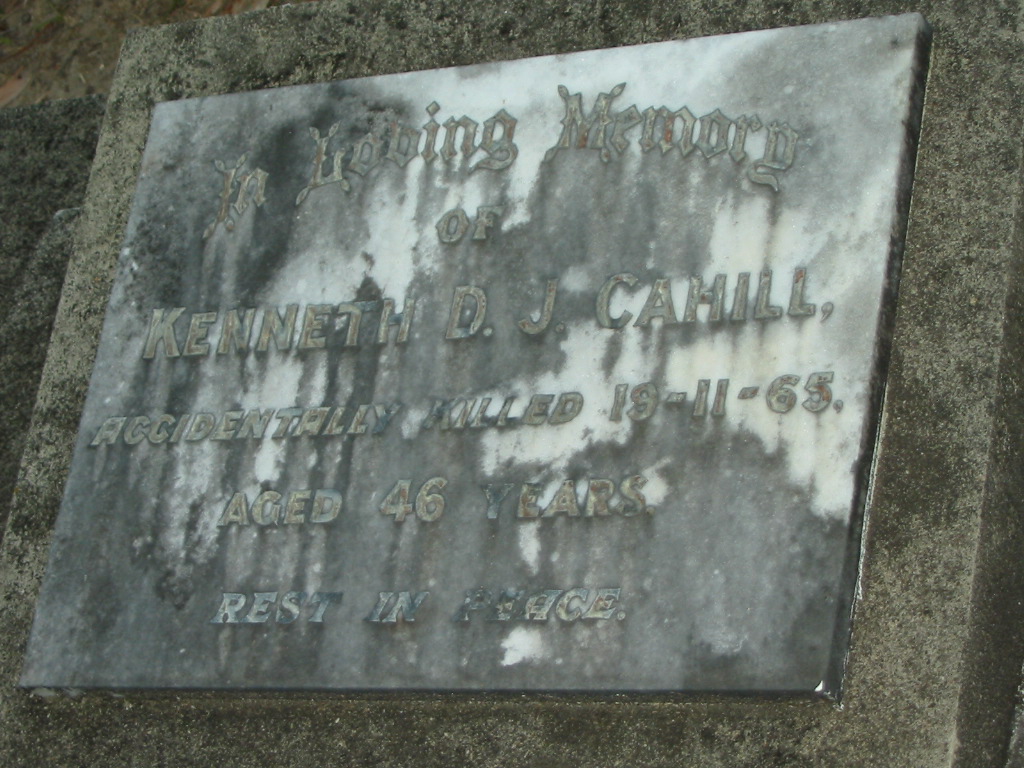 In Loving Memory
OF
KENNETH D. J. CAHILL,
ACCIDENTALLY KILLED 19-11-65,
AGED 46 YEARS.
REST IN PEACE.